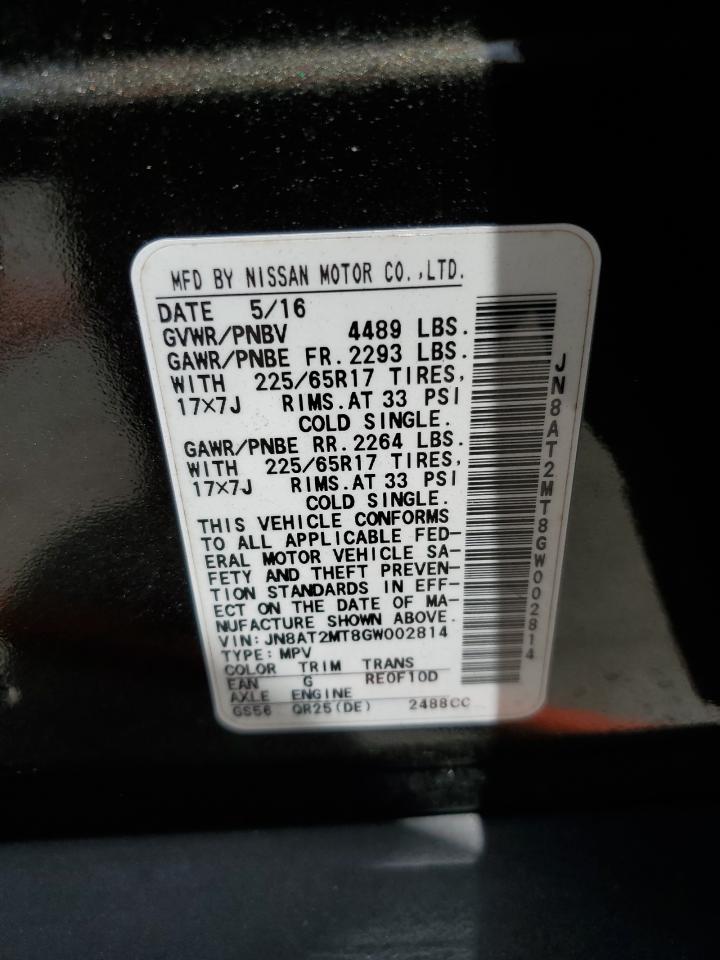 MFD BY NISSAN MOTOR CO.,LTD.
DATE 5/16
GVWR/PNBV 4489 LBS.
GAWR/PNBE FR.2293 LBS.
WITH 225/65R17 TIRES,
17×7J RIMS.AT 33 PSI
COLD SINGLE.
GAWR/PNBE RR.2264 LBS.
WITH 225/65R17 TIRES,
17×7J RIMS.AT 33 PSI
COLD SINGLE.
THIS VEHICLE CONFORMS
TO ALL APPLICABLE FED-
ERAL MOTOR VEHICLE SA-
FETY AND THEFT PREVEN-
TION STANDARDS IN EFF-
ECT ON THE DATE OF MA-
NUFACTURE SHOWN ABOVE.
VIN:JN8AT2MT8GW002814
TYPE:MPV
COLOR TRIM TRANS
EAN G RE0F10D
AXLE ENGINE
GS56 QR25(DE) 2488CC
JN8AT2MT8GW002814